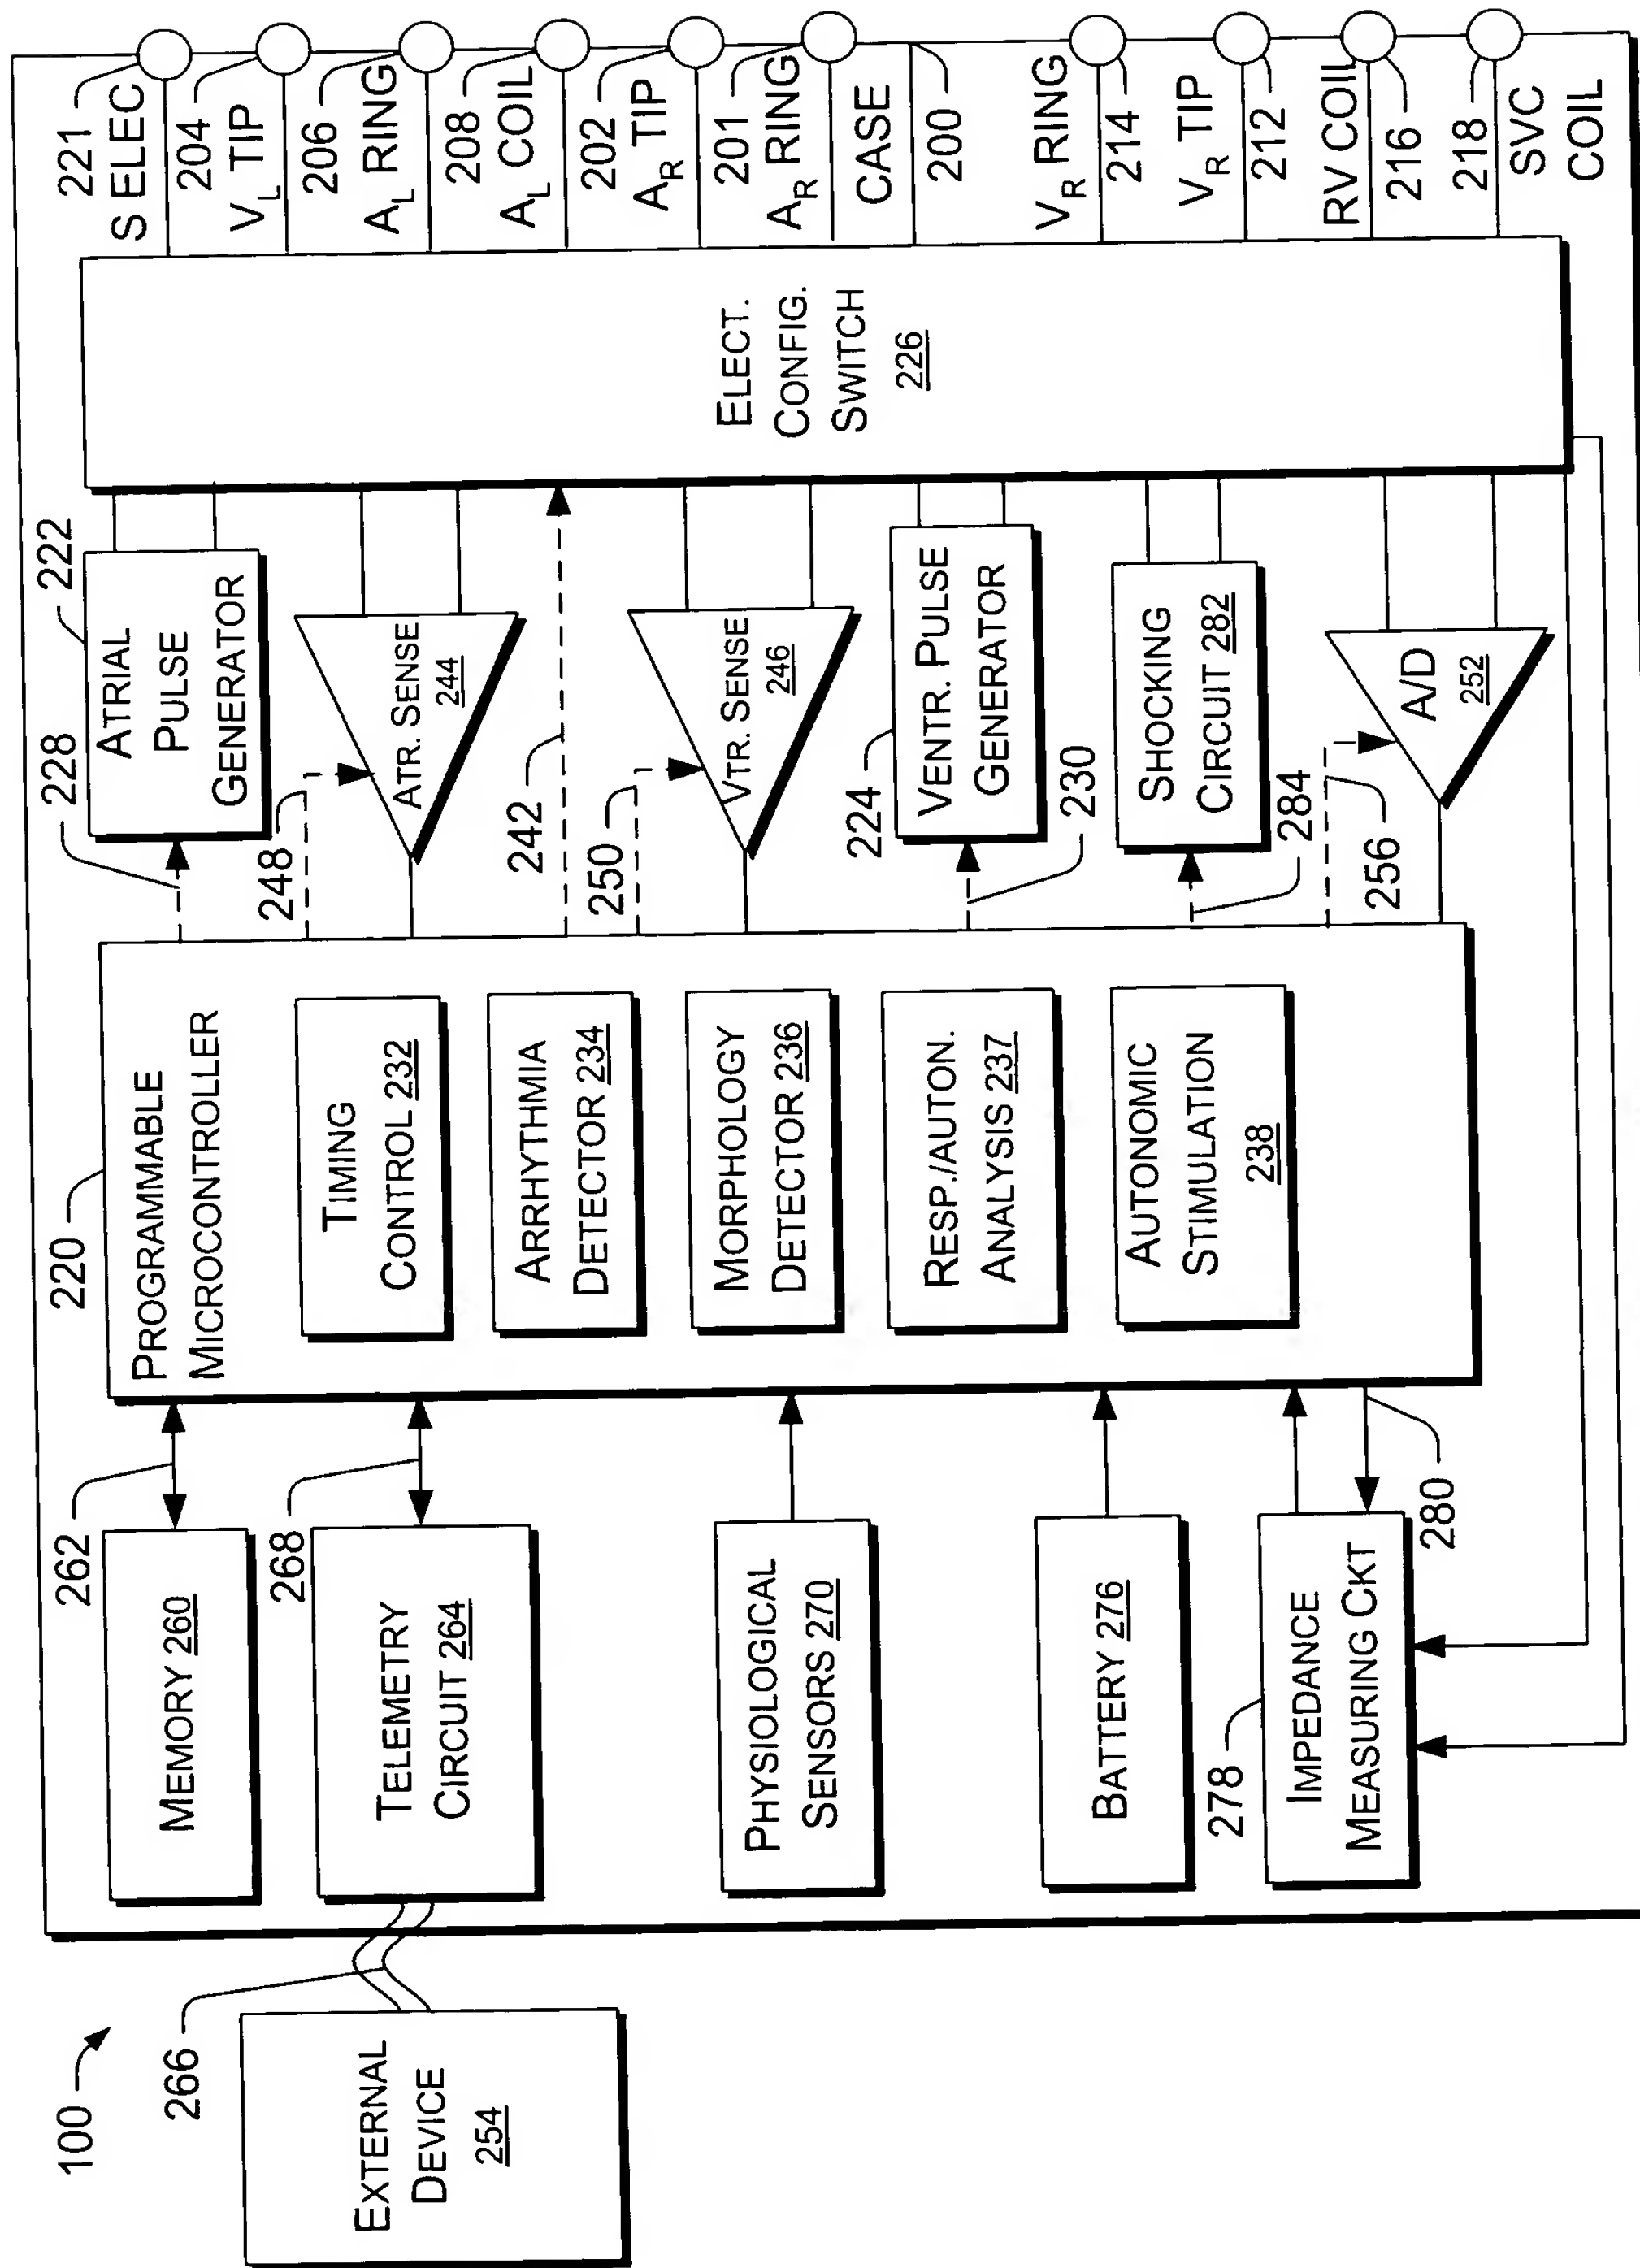 100
EXTERNAL
DEVICE
254
266
MEMORY 260
262
TELEMETRY
CIRCUIT 264
268
PHYSIOLOGICAL
SENSORS 270
BATTERY 276
278
IMPEDANCE
MEASURING CKT
280
220
PROGRAMMABLE
MICROCONTROLLER
TIMING
CONTROL 232
ARRHYTHMIA
DETECTOR 234
MORPHOLOGY
DETECTOR 236
RESP./AUTON.
ANALYSIS 237
AUTONOMIC
STIMULATION
238
228
222
ATRIAL
PULSE
GENERATOR
248
ATR. SENSE
244
242
250
VTR. SENSE
246
224
VENTR. PULSE
GENERATOR
230
SHOCKING
CIRCUIT 282
284
256
A/D
252
ELECT.
CONFIG.
SWITCH
226
221
S ELEC
204
VL TIP
206
AL RING
208
AL COIL
202
AR TIP
201
AR RING
CASE
200
VR RING
214
VR TIP
212
RV COIL
216
218
SVC
COIL